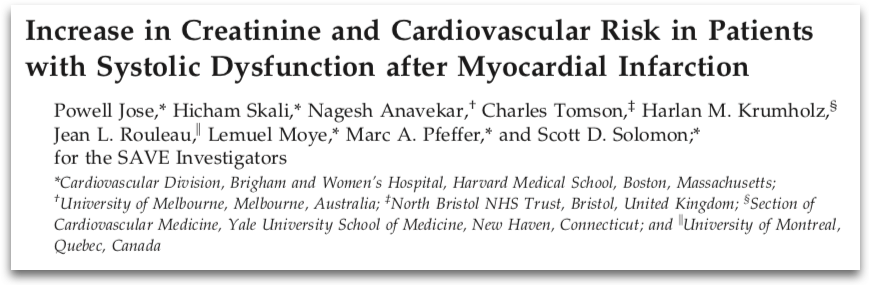 Increase in Creatinine and Cardiovascular Risk in Patients
with Systolic Dysfunction after Myocardial Infarction
Powell Jose,* Hicham Skali,* Nagesh Anavekar,† Charles Tomson,‡ Harlan M. Krumholz,§
Jean L. Rouleau,‖ Lemuel Moye,* Marc A. Pfeffer,* and Scott D. Solomon;*
for the SAVE Investigators
*Cardiovascular Division, Brigham and Women's Hospital, Harvard Medical School, Boston, Massachusetts;
†University of Melbourne, Melbourne, Australia; ‡North Bristol NHS Trust, Bristol, United Kingdom; §Section of
Cardiovascular Medicine, Yale University School of Medicine, New Haven, Connecticut; and ‖University of Montreal,
Quebec, Canada